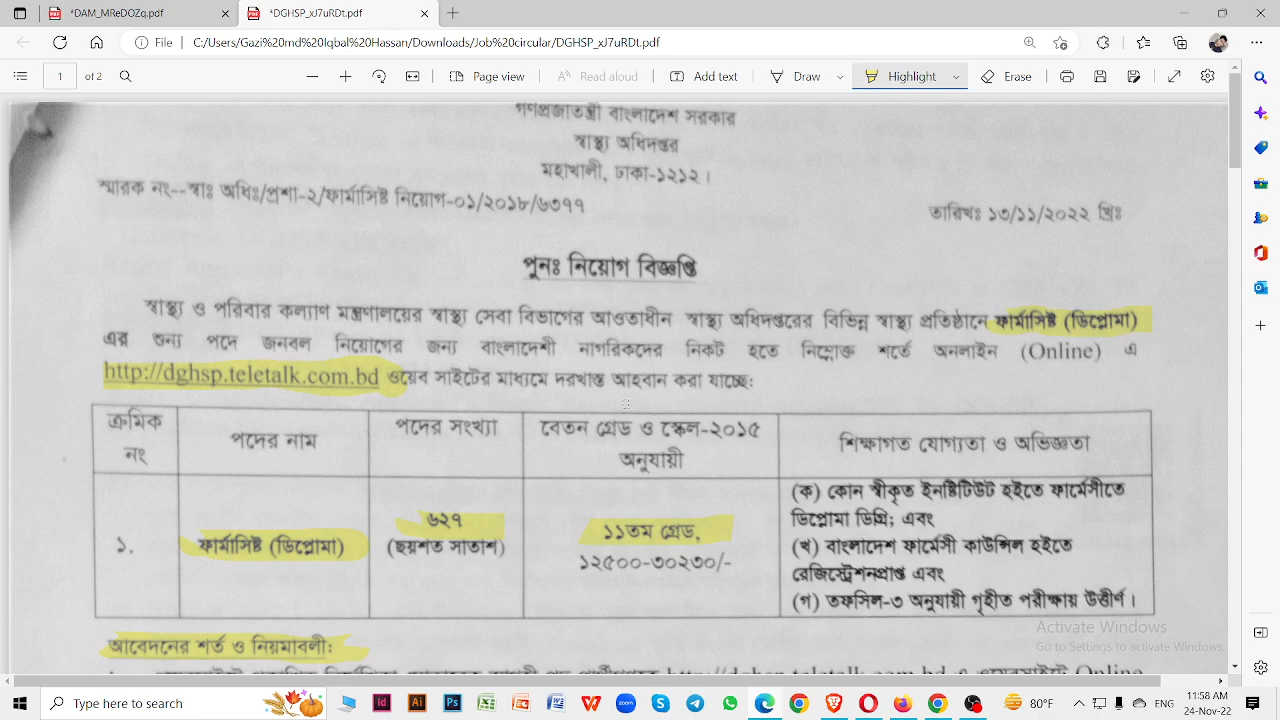 *DAM_MReDOZq.pdf
*DGHSP_xJ7uRDt.pdf
File
C:/Users/Gazi%20md%20Iqbal%20Hassan/Downloads/Job%20circular/DGHSP_xJ7uRDt.pdf
1 of 2
Page view
Read aloud
Add text
Draw
Highlight
Erase
গণপ্রজাতন্ত্রী বাংলাদেশ সরকার
স্বাস্থ্য অধিদপ্তর
মহাখালী, ঢাকা-১২১২।
স্মারক নং--স্বাঃ অধিঃ/প্রশা-২/ফার্মাসিষ্ট নিয়োগ-০১/২০১৮/৬৩৭৭
তারিখঃ ১৩/১১/২০২২ খ্রিঃ
পুনঃ নিয়োগ বিজ্ঞপ্তি
স্বাস্থ্য ও পরিবার কল্যাণ মন্ত্রণালয়ের স্বাস্থ্য সেবা বিভাগের আওতাধীন স্বাস্থ্য অধিদপ্তরের বিভিন্ন স্বাস্থ্য প্রতিষ্ঠানে ফার্মাসিষ্ট (ডিপ্লোমা)
এর শুন্য পদে জনবল নিয়োগের জন্য বাংলাদেশী নাগরিকদের নিকট হতে নিম্নোক্ত শর্তে অনলাইন (Online) এ
http://dghsp.teletalk.com.bd ওয়েব সাইটের মাধ্যমে দরখাস্ত আহবান করা যাচ্ছে:
ক্রমিক নং
পদের নাম
পদের সংখ্যা
বেতন গ্রেড ও স্কেল-২০১৫
অনুযায়ী
শিক্ষাগত যোগ্যতা ও অভিজ্ঞতা
১.
ফার্মাসিষ্ট (ডিপ্লোমা)
৬২৭
(ছয়শত সাতাশ)
১১তম গ্রেড,
১২৫০০-৩০২৩০/-
(ক) কোন স্বীকৃত ইনষ্টিটিউট হইতে ফার্মেসীতে
ডিপ্লোমা ডিগ্রি; এবং
(খ) বাংলাদেশ ফার্মেসী কাউন্সিল হইতে
রেজিস্ট্রেশনপ্রাপ্ত এবং
(গ) তফসিল-৩ অনুযায়ী গৃহীত পরীক্ষায় উত্তীর্ণ।
আবেদনের শর্ত ও নিয়মাবলী:
Activate Windows
Go to Settings to activate Windows.
Type here to search
80°F
ENG
11:58 AM
24-Nov-22